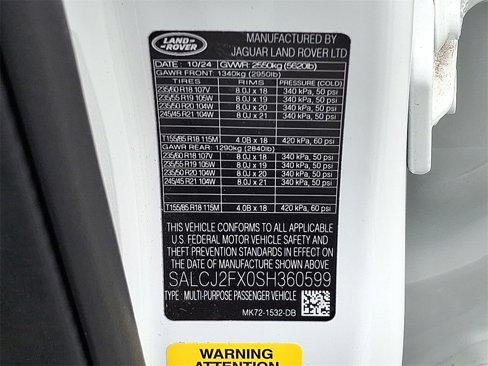 LAND-
ROVER
MANUFACTURED BY
JAGUAR LAND ROVER LTD
DATE: 10/24 GVWR: 2550kg (5620lb)
GAWR FRONT: 1340kg (2950lb)
TIRES RIMS PRESSURE (COLD)
235/60 R18 107V 8.0J x 18 340 kPa, 50 psi
235/55 R19 105W 8.0J x 19 340 kPa, 50 psi
235/50 R20 104W 8.0J x 20 340 kPa, 50 psi
245/45 R21 104W 8.0J x 21 340 kPa, 50 psi
T155/85 R18 115M 4.0B x 18 420 kPa, 60 psi
GAWR REAR: 1290kg (2840lb)
235/60 R18 107V 8.0J x 18 340 kPa, 50 psi
235/55 R19 105W 8.0J x 19 340 kPa, 50 psi
235/50 R20 104W 8.0J x 20 340 kPa, 50 psi
245/45 R21 104W 8.0J x 21 340 kPa, 50 psi
T155/85 R18 115M 4.0B x 18 420 kPa, 60 psi
THIS VEHICLE CONFORMS TO ALL APPLICABLE
U.S. FEDERAL MOTOR VEHICLE SAFETY AND
THEFT PREVENTION STANDARDS IN EFFECT ON
THE DATE OF MANUFACTURE SHOWN ABOVE
SALCJ2FX0SH360599
TYPE: MULTI-PURPOSE PASSENGER VEHICLE
MK72-1532-DB
WARNING
ATTENTION